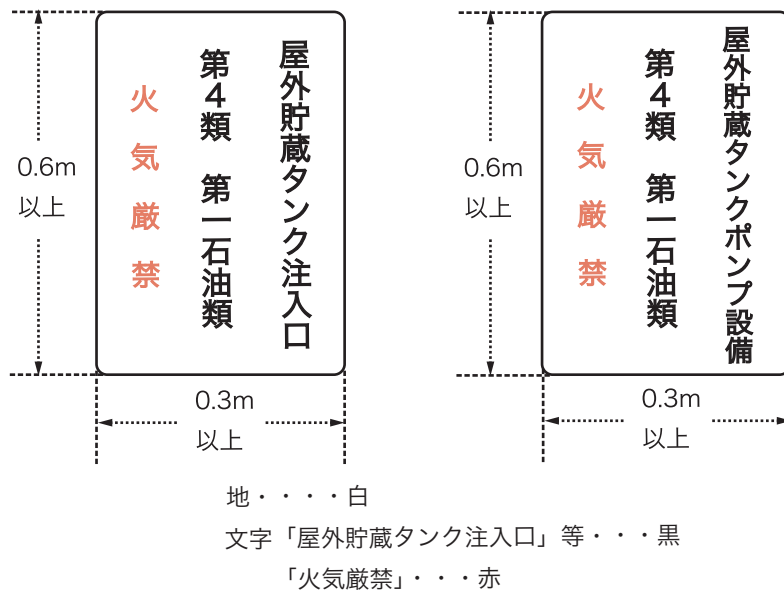 屋外貯蔵タンク注入口
第4類　第一石油類
火気厳禁
0.6m
以上
0.3m
以上
屋外貯蔵タンクポンプ設備
第4類　第一石油類
火気厳禁
0.6m
以上
0.3m
以上
地・・・・白
文字「屋外貯蔵タンク注入口」等・・・黒
「火気厳禁」・・・赤